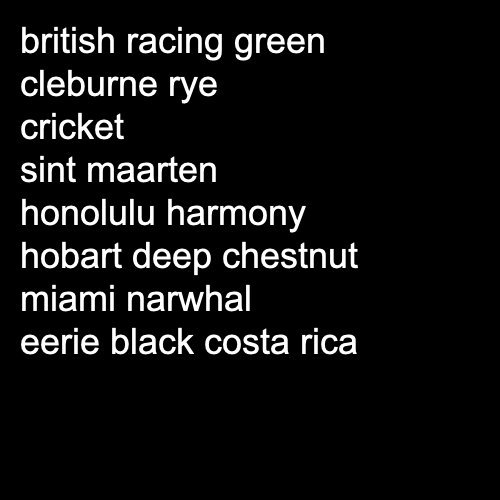 british racing green
cleburne rye
cricket
sint maarten
honolulu harmony
hobart deep chestnut
miami narwhal
eerie black costa rica